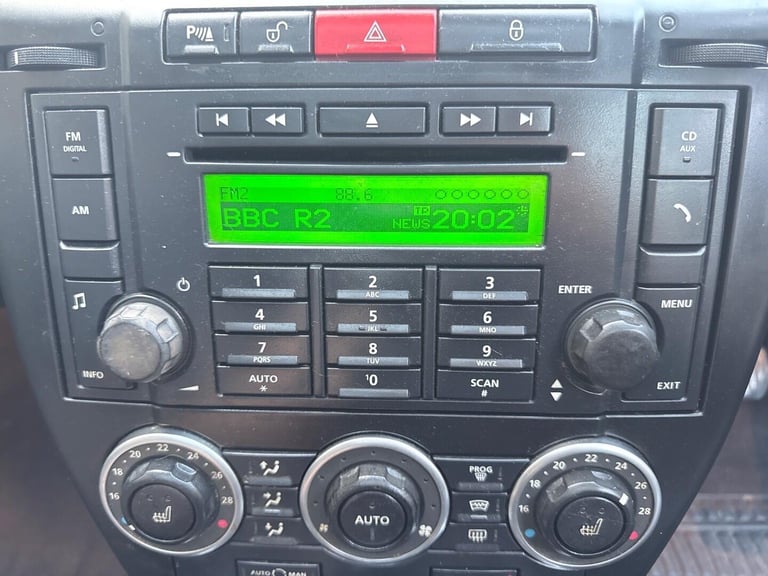 P
FM
DIGITAL
CD
AUX
AM
FM2 88.6
BBC R2 TP NEWS 20:02
1 2 ABC 3 DEF
ENTER
4 GHI 5 JKL 6 MNO
MENU
7 PQRS 8 TUV 9 WXYZ
INFO
AUTO * 0 SCAN #
EXIT
16 18 20 22 24 26 28
PROG
16 18 20 22 24 26 28
AUTO
AUTO MAN